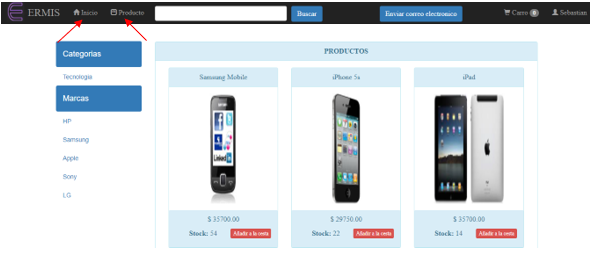 ERMIS Inicio Producto Buscar Enviar correo electronico Carro 0 Sebastian
Categorias
Tecnologia
Marcas
HP
Samsung
Apple
Sony
LG
PRODUCTOS
Samsung Mobile
$ 35700.00
Stock: 54 Añadir a la cesta
iPhone 5s
$ 29750.00
Stock: 22 Añadir a la cesta
iPad
$ 35700.00
Stock: 14 Añadir a la cesta